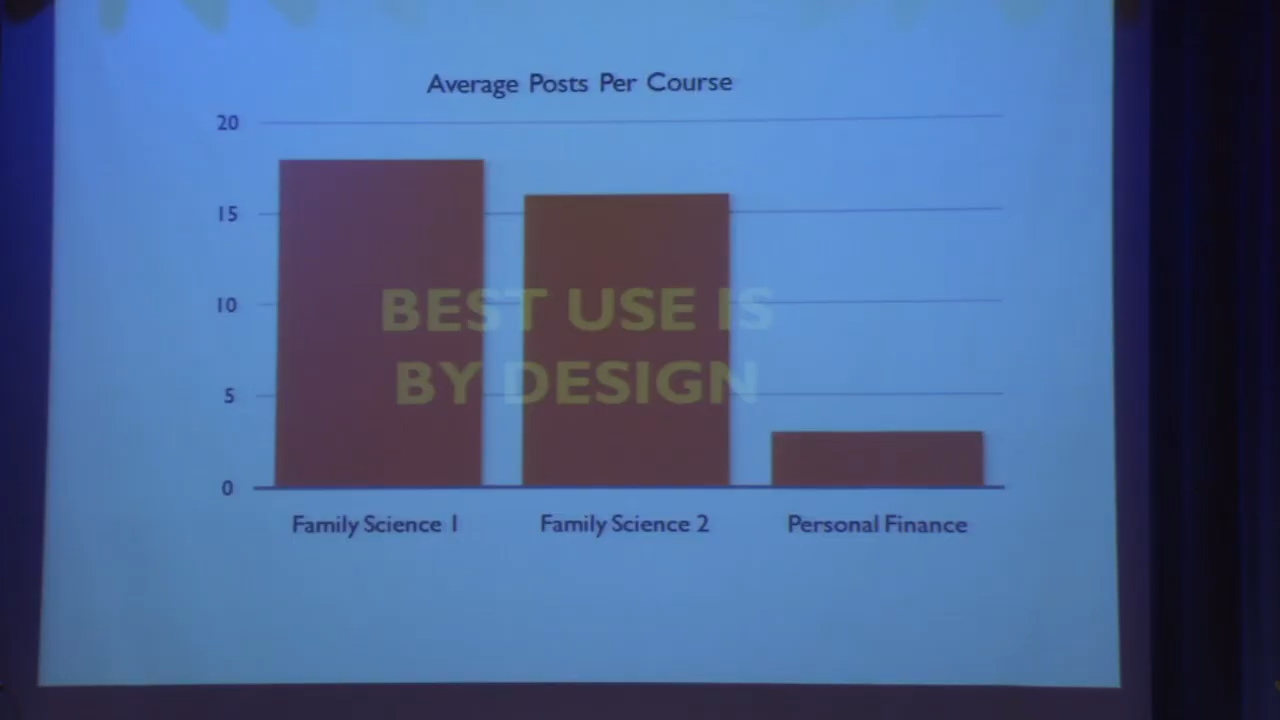 Average Posts Per Course
20
15
10
5
0
BEST USE IS
BY DESIGN
Family Science 1
Family Science 2
Personal Finance